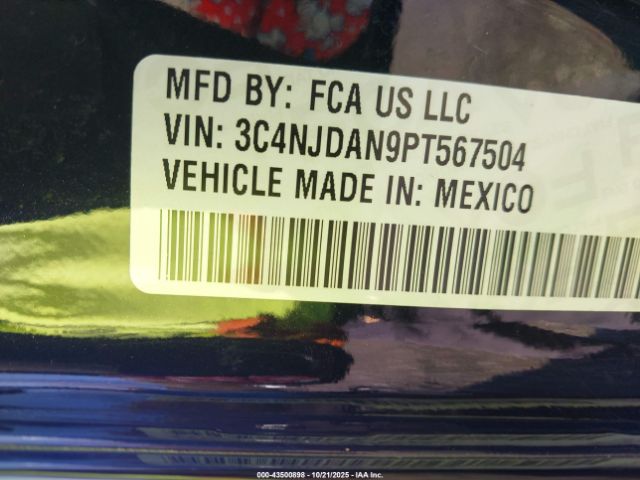 MFD BY: FCA US LLC
VIN: 3C4NJDAN9PT567504
VEHICLE MADE IN: MEXICO
000-43500898 - 10/21/2025 - IAA Inc.